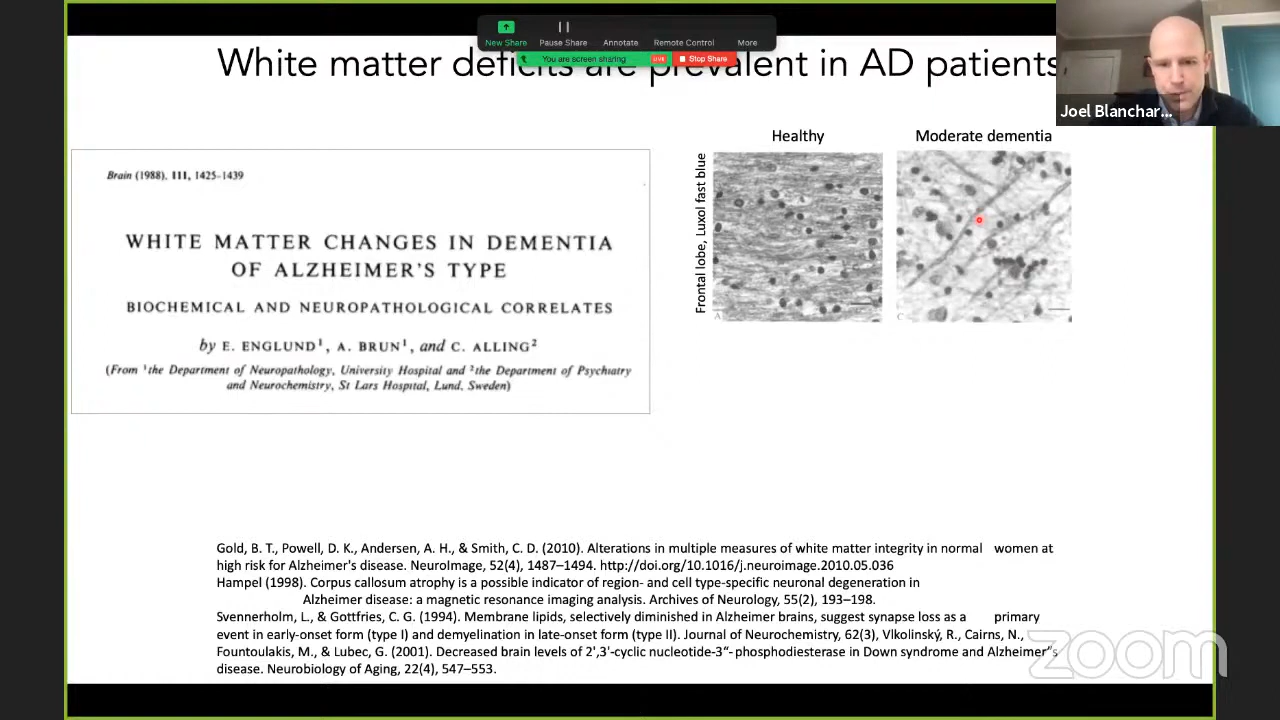 New Share
Pause Share
Annotate
Remote Control
More
You are screen sharing
LIVE
Stop Share
White matter deficits are prevalent in AD patients
Joel Blanchar...
Healthy
Moderate dementia
Frontal lobe, Luxol fast blue
A
C
Brain (1988), 111, 1425-1439
WHITE MATTER CHANGES IN DEMENTIA
OF ALZHEIMER'S TYPE
BIOCHEMICAL AND NEUROPATHOLOGICAL CORRELATES
by E. ENGLUND¹, A. BRUN¹, and C. ALLING²
(From ¹the Department of Neuropathology, University Hospital and ²the Department of Psychiatry
and Neurochemistry, St Lars Hospital, Lund, Sweden)
Gold, B. T., Powell, D. K., Andersen, A. H., & Smith, C. D. (2010). Alterations in multiple measures of white matter integrity in normal women at
high risk for Alzheimer's disease. NeuroImage, 52(4), 1487–1494. http://doi.org/10.1016/j.neuroimage.2010.05.036
Hampel (1998). Corpus callosum atrophy is a possible indicator of region- and cell type-specific neuronal degeneration in
Alzheimer disease: a magnetic resonance imaging analysis. Archives of Neurology, 55(2), 193–198.
Svennerholm, L., & Gottfries, C. G. (1994). Membrane lipids, selectively diminished in Alzheimer brains, suggest synapse loss as a primary
event in early-onset form (type I) and demyelination in late-onset form (type II). Journal of Neurochemistry, 62(3), Vlkolinský, R., Cairns, N.,
Fountoulakis, M., & Lubec, G. (2001). Decreased brain levels of 2',3'-cyclic nucleotide-3“-phosphodiesterase in Down syndrome and Alzheimer“s
disease. Neurobiology of Aging, 22(4), 547–553.
zoom